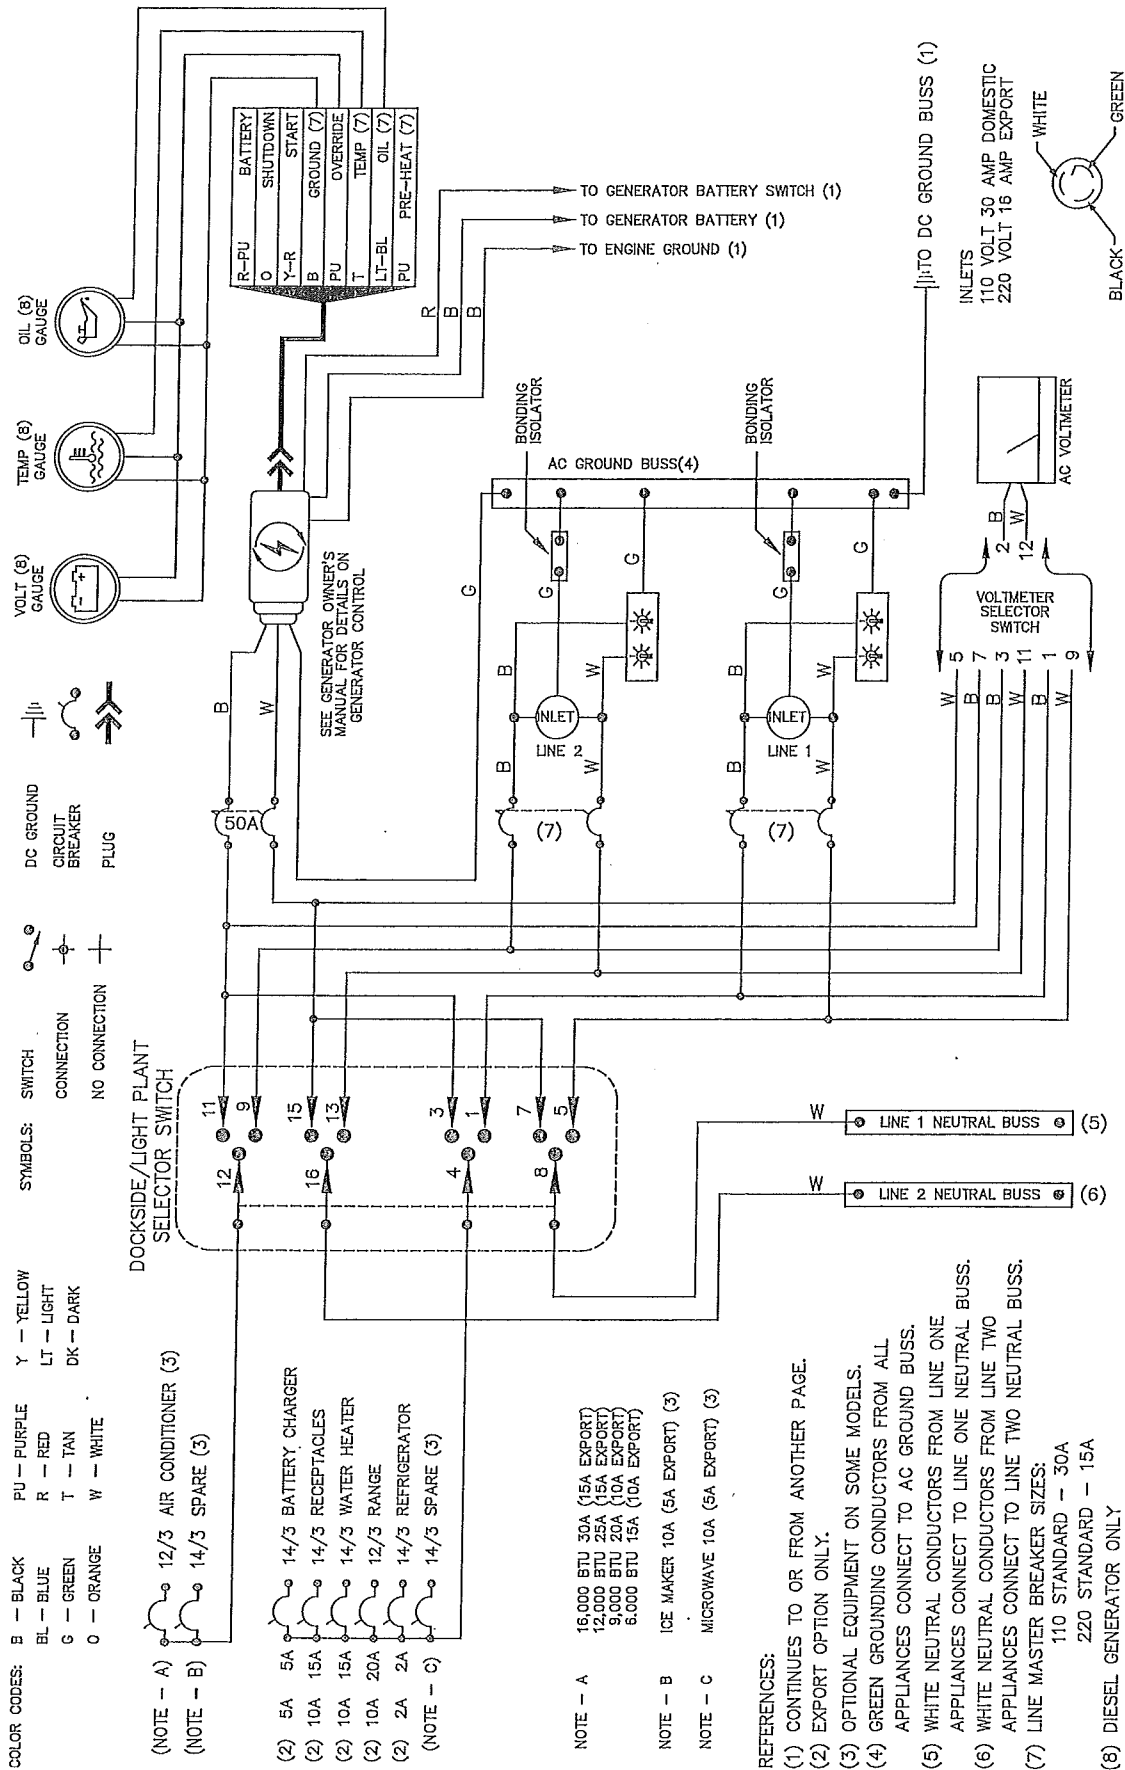 COLOR CODES:
B – BLACK
BL – BLUE
G – GREEN
O – ORANGE
PU – PURPLE
R – RED
T – TAN
W – WHITE
Y – YELLOW
LT – LIGHT
DK – DARK
SYMBOLS:
SWITCH
CONNECTION
NO CONNECTION
DC GROUND
CIRCUIT
BREAKER
PLUG
VOLT (8)
GAUGE
TEMP (8)
GAUGE
OIL (8)
GAUGE
(NOTE – A)
12/3 AIR CONDITIONER (3)
(NOTE – B)
14/3 SPARE (3)
(2) 5A 5A 14/3 BATTERY CHARGER
(2) 10A 15A 14/3 RECEPTACLES
(2) 10A 15A 14/3 WATER HEATER
(2) 10A 20A 12/3 RANGE
(2) 2A 2A 14/3 REFRIGERATOR
(NOTE – C) 14/3 SPARE (3)
DOCKSIDE/LIGHT PLANT
SELECTOR SWITCH
12
11
9
16
15
13
4
3
1
8
7
5
50A
B
W
SEE GENERATOR OWNER'S
MANUAL FOR DETAILS ON
GENERATOR CONTROL
R–PU BATTERY
O SHUTDOWN
Y–R START
B GROUND (7)
PU OVERRIDE
T TEMP (7)
LT–BL OIL (7)
PU PRE–HEAT (7)
R
B
B
TO GENERATOR BATTERY SWITCH (1)
TO GENERATOR BATTERY (1)
TO ENGINE GROUND (1)
G
(7)
B
W
INLET
LINE 2
B
W
G
G
BONDING
ISOLATOR
AC GROUND BUSS(4)
(7)
B
W
INLET
LINE 1
B
W
G
G
BONDING
ISOLATOR
TO DC GROUND BUSS (1)
W
B
B
W
B
W
5
7
3
11
1
9
VOLTMETER
SELECTOR
SWITCH
2
12
B
W
AC VOLTMETER
INLETS
110 VOLT 30 AMP DOMESTIC
220 VOLT 16 AMP EXPORT
WHITE
BLACK
GREEN
W
LINE 1 NEUTRAL BUSS
(5)
W
LINE 2 NEUTRAL BUSS
(6)
NOTE – A
16,000 BTU 30A (15A EXPORT)
12,000 BTU 25A (15A EXPORT)
9,000 BTU 20A (10A EXPORT)
6,000 BTU 15A (10A EXPORT)
NOTE – B ICE MAKER 10A (5A EXPORT) (3)
NOTE – C MICROWAVE 10A (5A EXPORT) (3)
REFERENCES:
(1) CONTINUES TO OR FROM ANOTHER PAGE.
(2) EXPORT OPTION ONLY.
(3) OPTIONAL EQUIPMENT ON SOME MODELS.
(4) GREEN GROUNDING CONDUCTORS FROM ALL
APPLIANCES CONNECT TO AC GROUND BUSS.
(5) WHITE NEUTRAL CONDUCTORS FROM LINE ONE
APPLIANCES CONNECT TO LINE ONE NEUTRAL BUSS.
(6) WHITE NEUTRAL CONDUCTORS FROM LINE TWO
APPLIANCES CONNECT TO LINE TWO NEUTRAL BUSS.
(7) LINE MASTER BREAKER SIZES:
110 STANDARD – 30A
220 STANDARD – 15A
(8) DIESEL GENERATOR ONLY